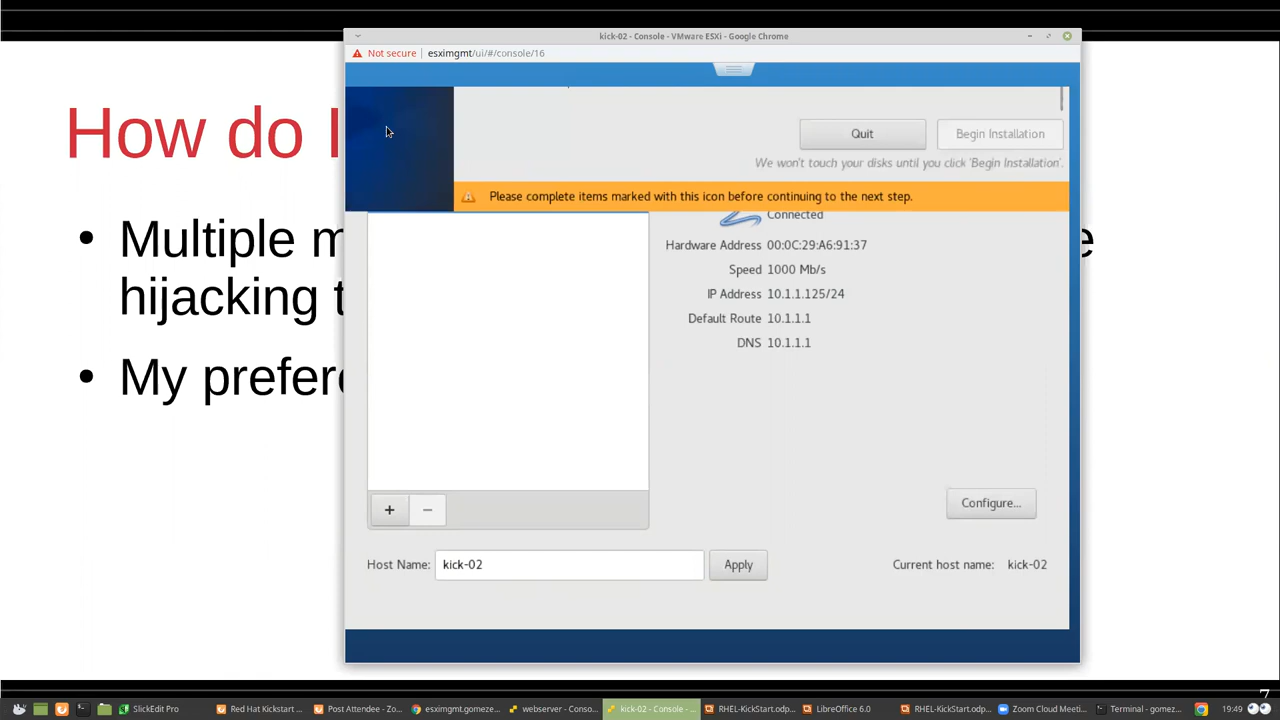 kick-02 - Console - VMware ESXi - Google Chrome
Not secure esximgmt/ui/#/console/16
How do I
Quit
Begin Installation
We won't touch your disks until you click 'Begin Installation'.
Please complete items marked with this icon before continuing to the next step.
Connected
• Multiple
Hardware Address 00:0C:29:A6:91:37
Speed 1000 Mb/s
hijacking
IP Address 10.1.1.125/24
Default Route 10.1.1.1
DNS 10.1.1.1
• My prefer
Configure...
+ −
Host Name: kick-02 Apply Current host name: kick-02
7
SlickEdit Pro Red Hat Kickstart ... Post Attendee - Zo... esximgmt.gomeze... webserver - Conso... kick-02 - Console - ... RHEL-KickStart.odp... LibreOffice 6.0 RHEL-KickStart.odp... Zoom Cloud Meeti... Terminal - gomez... 19:49